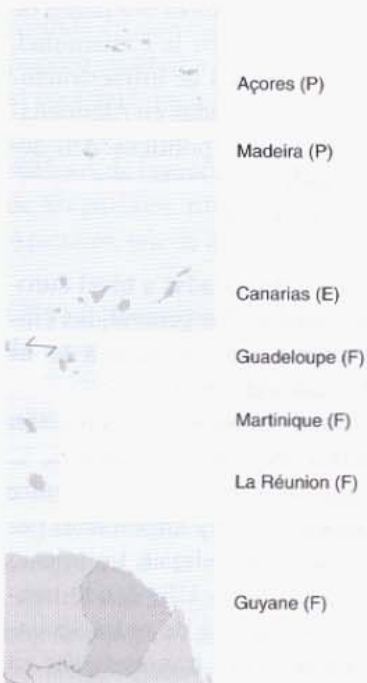 Açores (P)
Madeira (P)
Canarias (E)
Guadeloupe (F)
Martinique (F)
La Réunion (F)
Guyane (F)